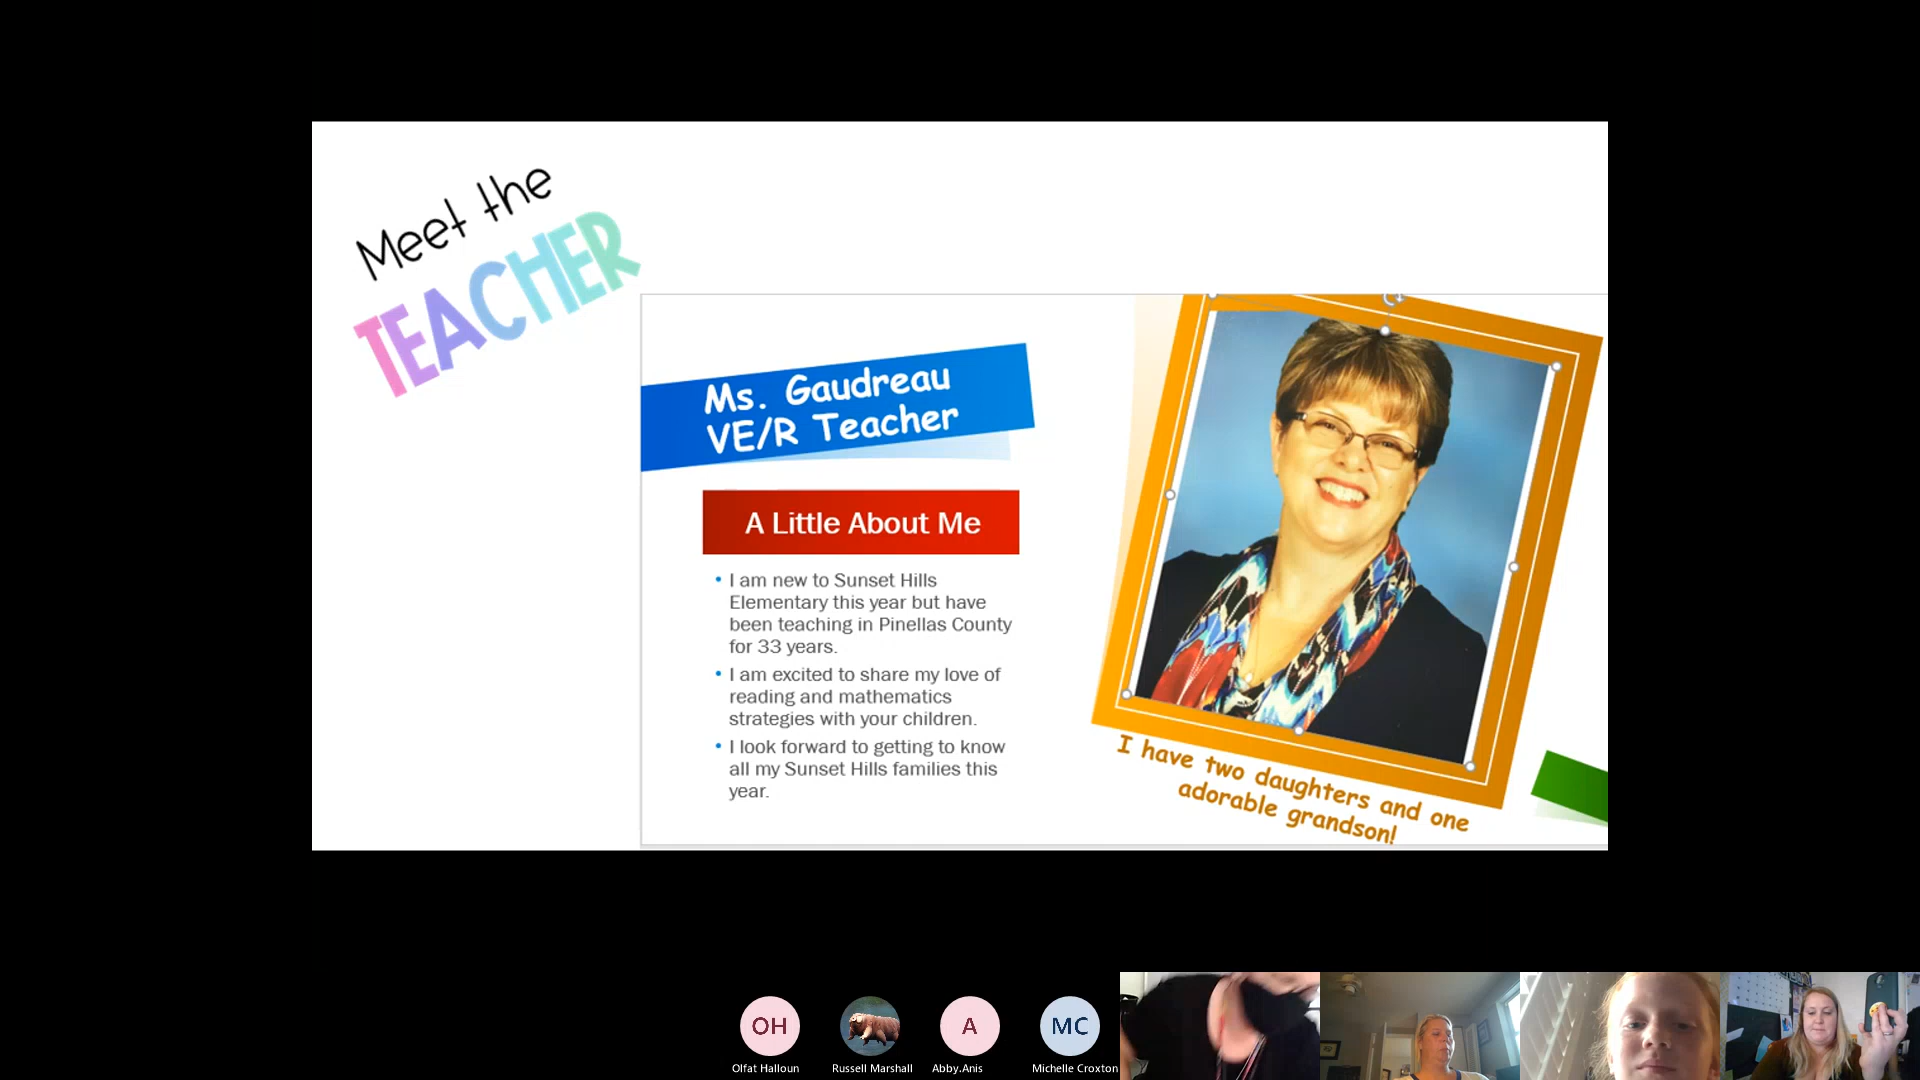 Meet the
TEACHER
Ms. Gaudreau
VE/R Teacher
A Little About Me
• I am new to Sunset Hills
Elementary this year but have
been teaching in Pinellas County
for 33 years.
• I am excited to share my love of
reading and mathematics
strategies with your children.
• I look forward to getting to know
all my Sunset Hills families this
year.
I have two daughters and one
adorable grandson!
OH
A
MC
Olfat Halloun
Russell Marshall
Abby.Anis
Michelle Croxton